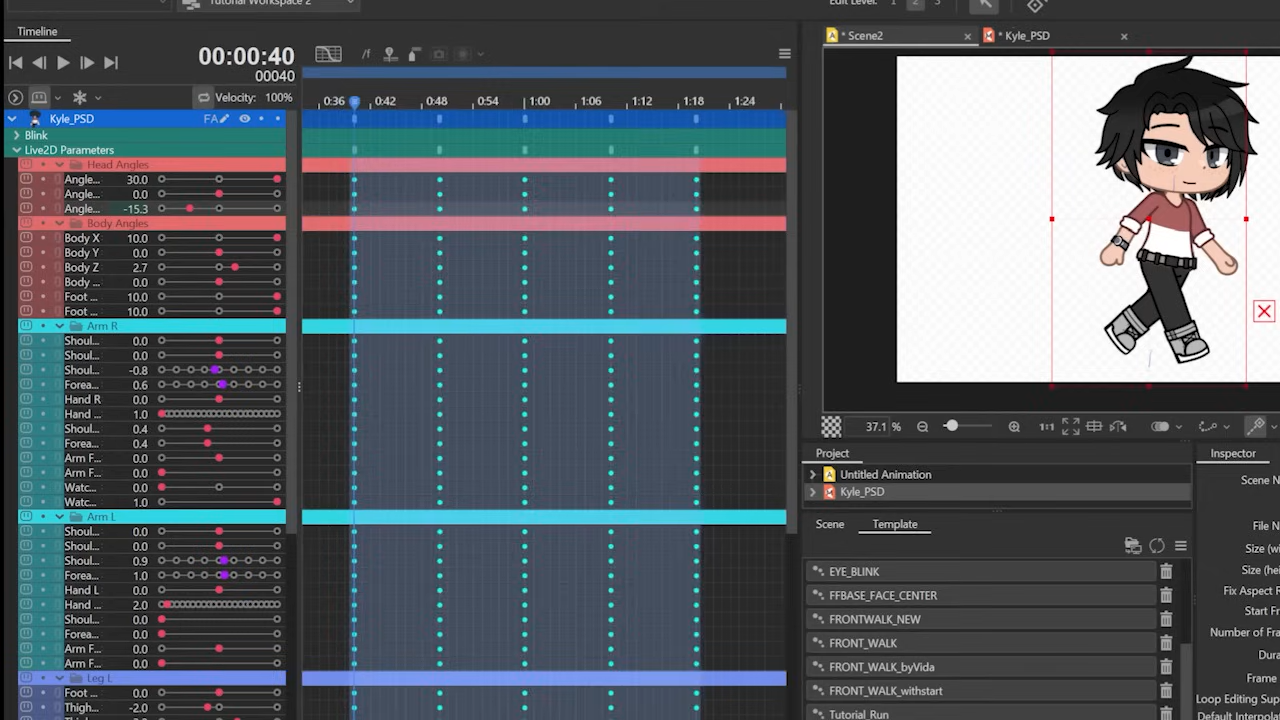 Tutorial Workspace 2
Edit Level: 1 2 3
Timeline
* Scene2
* Kyle_PSD
00:00:40
00040
Velocity: 100%
0:36 0:42 0:48 0:54 1:00 1:06 1:12 1:18 1:24
Kyle_PSD FA
Blink
Live2D Parameters
Head Angles
Angle... 30.0
Angle... 0.0
Angle... -15.3
Body Angles
Body X 10.0
Body Y 0.0
Body Z 2.7
Body ... 0.0
Foot ... 10.0
Foot ... 10.0
Arm R
Shoul... 0.0
Shoul... 0.0
Shoul... -0.8
Forea... 0.6
Hand R 0.0
Hand ... 1.0
Shoul... 0.4
Forea... 0.4
Arm F... 0.0
Arm F... 0.0
Watc... 0.0
Watc... 1.0
Arm L
Shoul... 0.0
Shoul... 0.0
Shoul... 0.9
Forea... 1.0
Hand L 0.0
Hand ... 2.0
Shoul... 0.0
Forea... 0.0
Arm F... 0.0
Arm F... 0.0
Leg L
Foot ... 0.0
Thigh... -2.0
37.1 %
1:1
Project
Untitled Animation
Kyle_PSD
Scene
Template
EYE_BLINK
FFBASE_FACE_CENTER
FRONTWALK_NEW
FRONT_WALK
FRONT_WALK_byVida
FRONT_WALK_withstart
Tutorial_Run
Inspector
Scene N
File N
Size (wi
Size (hei
Fix Aspect R
Start Fr
Number of Fra
Dura
Frame
Loop Editing Sup
Default Interpola